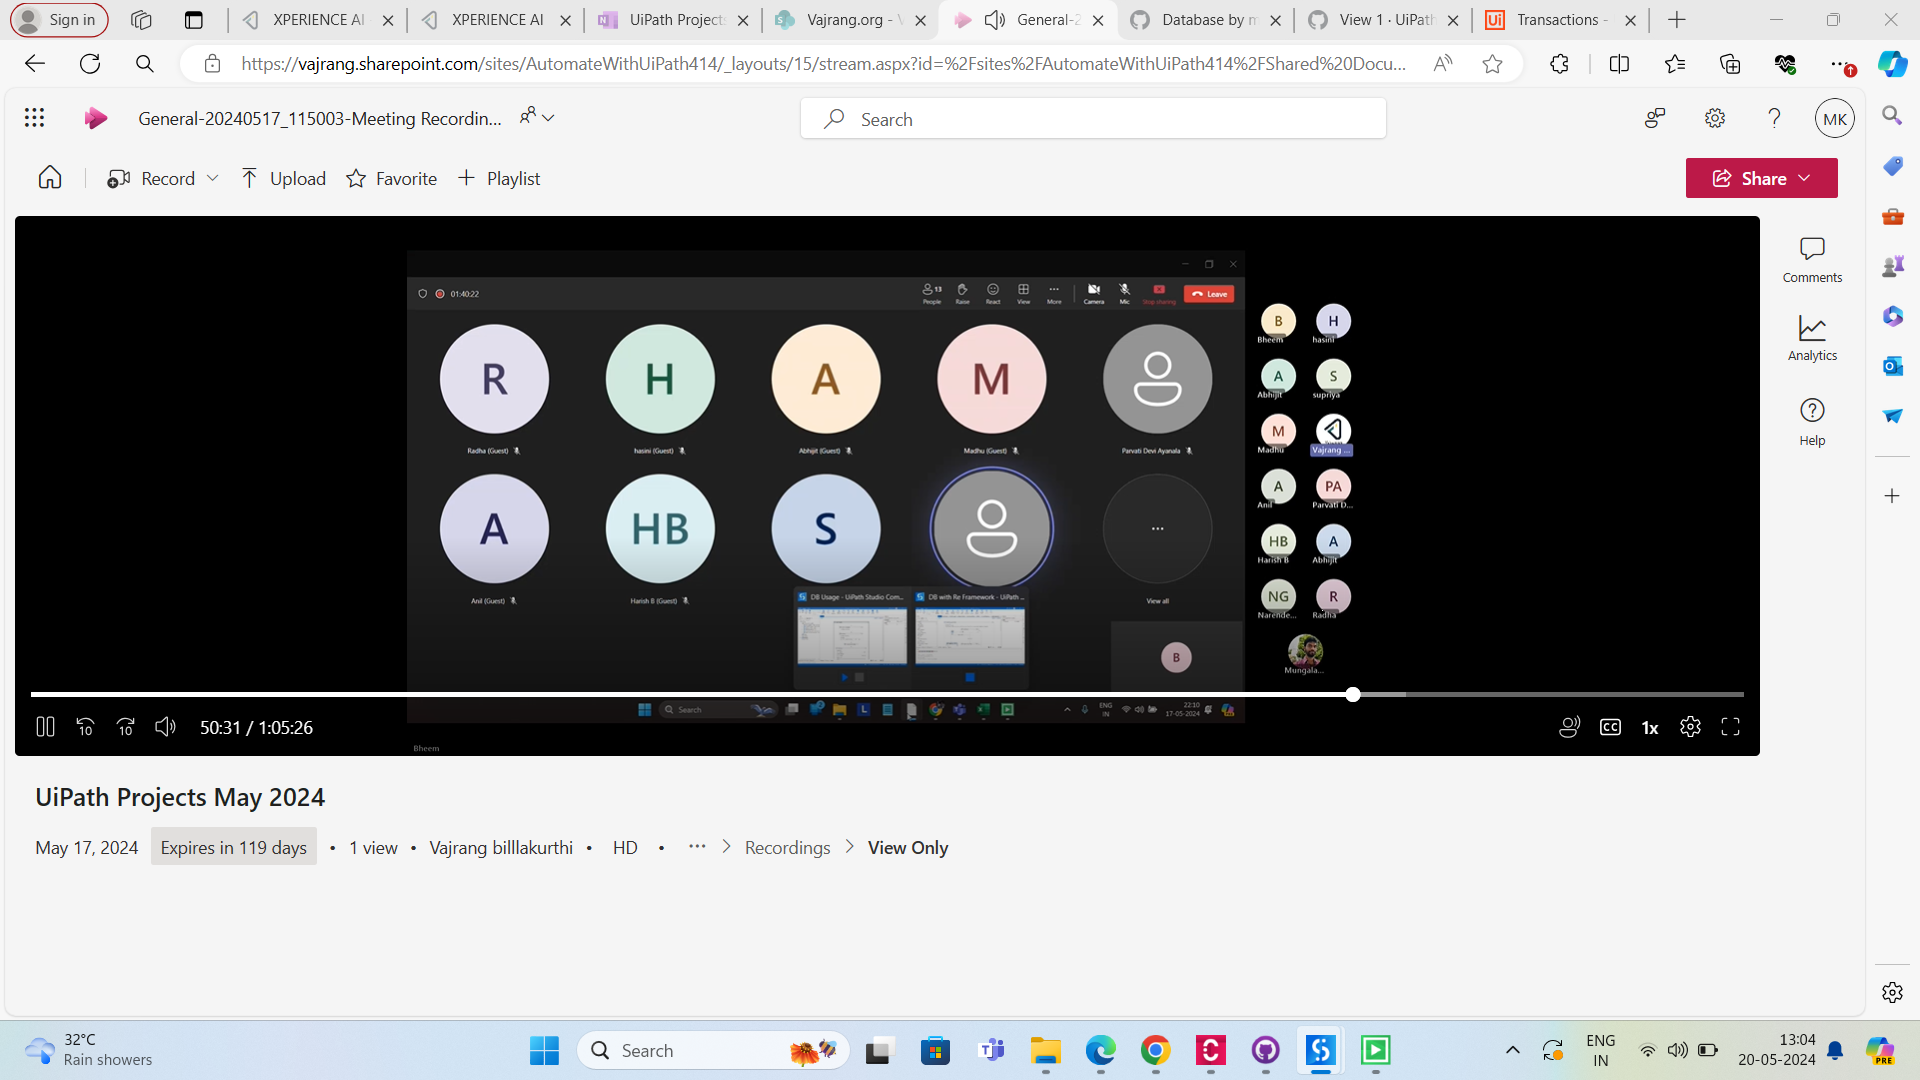 Sign in
XPERIENCE AI
XPERIENCE AI
UiPath Project
Vajrang.org - V
General-2
Database by m
View 1 · UiPath
Transactions -
https://vajrang.sharepoint.com/sites/AutomateWithUiPath414/_layouts/15/stream.aspx?id=%2Fsites%2FAutomateWithUiPath414%2FShared%20Docu...
General-20240517_115003-Meeting Recordin...
Search
MK
Record
Upload
Favorite
Playlist
Share
Comments
Analytics
Help
01:40:22
13
People
Raise
React
View
More
Camera
Mic
Stop sharing
Leave
R
H
A
M
Radha (Guest)
hasini (Guest)
Abhijit (Guest)
Madhu (Guest)
Parvati Devi Ayanala
A
HB
S
Anil (Guest)
Harish B (Guest)
View all
DB Usage - UiPath Studio Com...
DB with Re Framework - UiPath ...
B
Search
ENG
IN
22:10
17-05-2024
B
Bheem
H
hasini
A
Abhijit
S
supriya
M
Madhu
Vajrang ...
A
Anil
PA
Parvati D...
HB
Harish B
A
Abhijit
NG
Narende...
R
Radha
Mungala...
10
10
50:31 / 1:05:26
CC
1x
Bheem
UiPath Projects May 2024
May 17, 2024
Expires in 119 days
• 1 view • Vajrang billlakurthi • HD • ··· > Recordings > View Only
32°C
Rain showers
Search
ENG
IN
13:04
20-05-2024
PRE